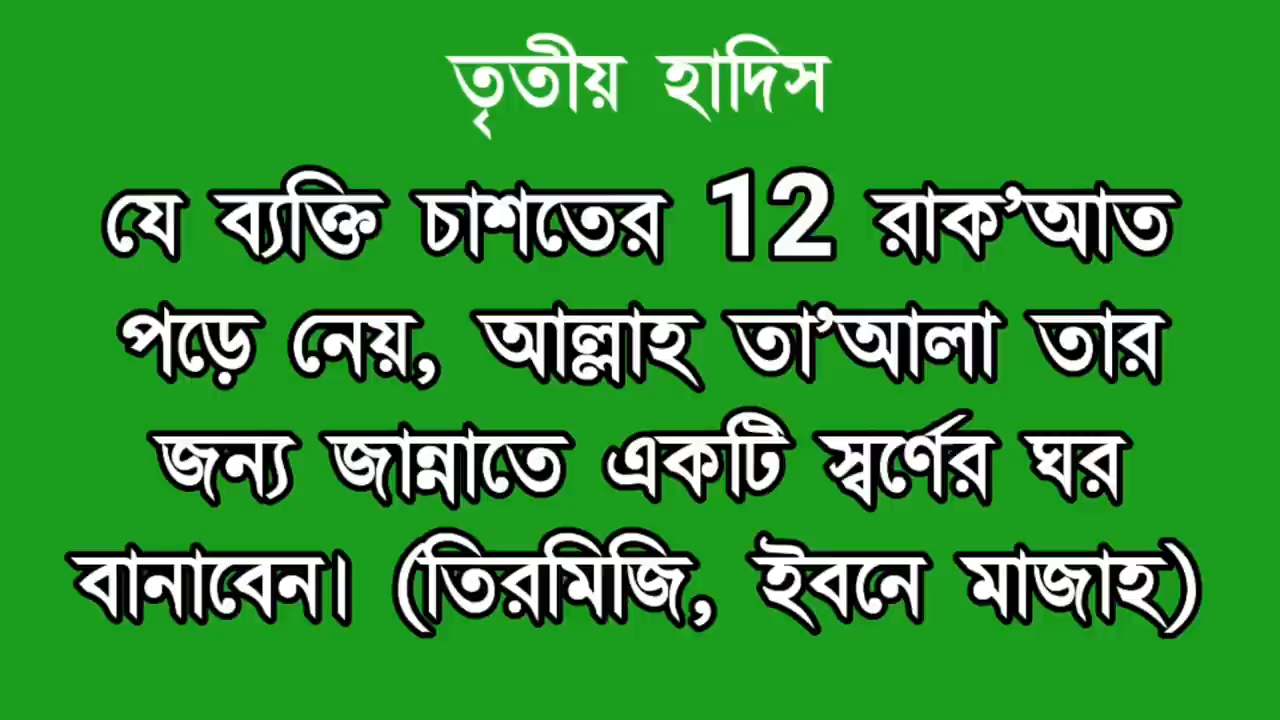 তৃতীয় হাদিস
যে ব্যক্তি চাশতের 12 রাক’আত
পড়ে নেয়, আল্লাহ তা’আলা তার
জন্য জান্নাতে একটি স্বর্ণের ঘর
বানাবেন। (তিরমিজি, ইবনে মাজাহ)